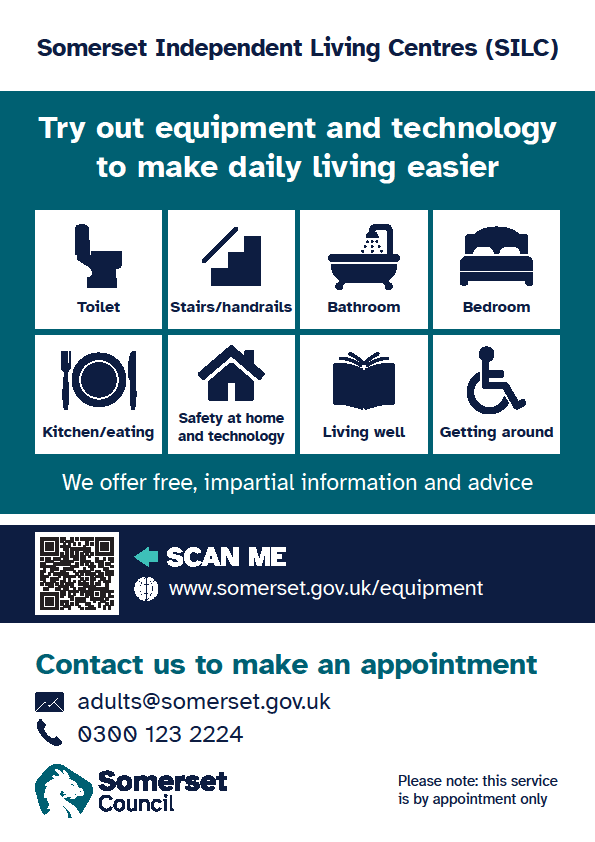 Somerset Independent Living Centres (SILC)
Try out equipment and technology
to make daily living easier
Toilet
Stairs/handrails
Bathroom
Bedroom
Kitchen/eating
Safety at home
and technology
Living well
Getting around
We offer free, impartial information and advice
SCAN ME
www.somerset.gov.uk/equipment
Contact us to make an appointment
adults@somerset.gov.uk
0300 123 2224
Somerset
Council
Please note: this service
is by appointment only